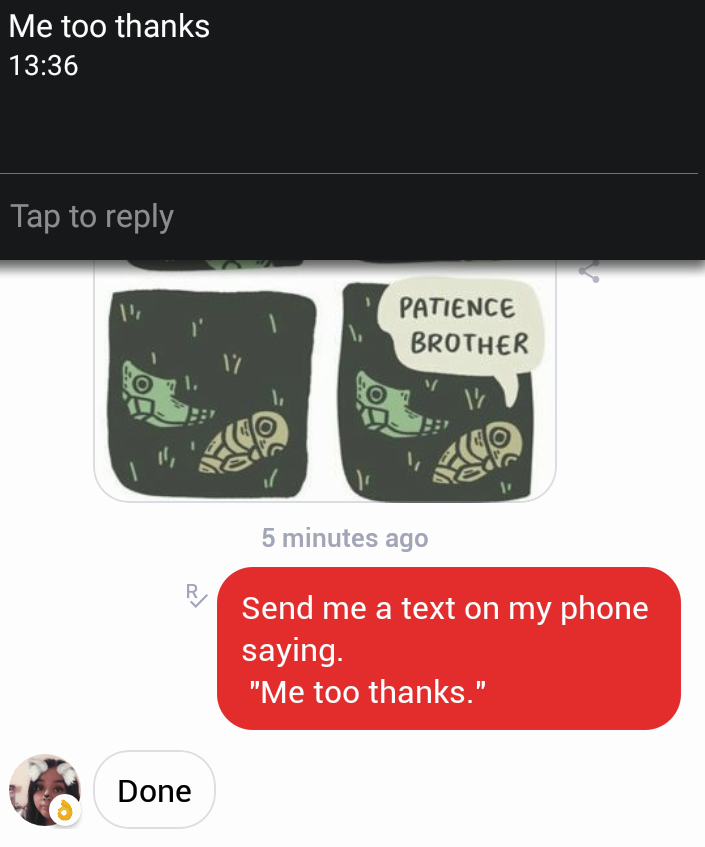 Me too thanks
13:36
Tap to reply
PATIENCE
BROTHER
5 minutes ago
R
Send me a text on my phone
saying.
"Me too thanks."
Done